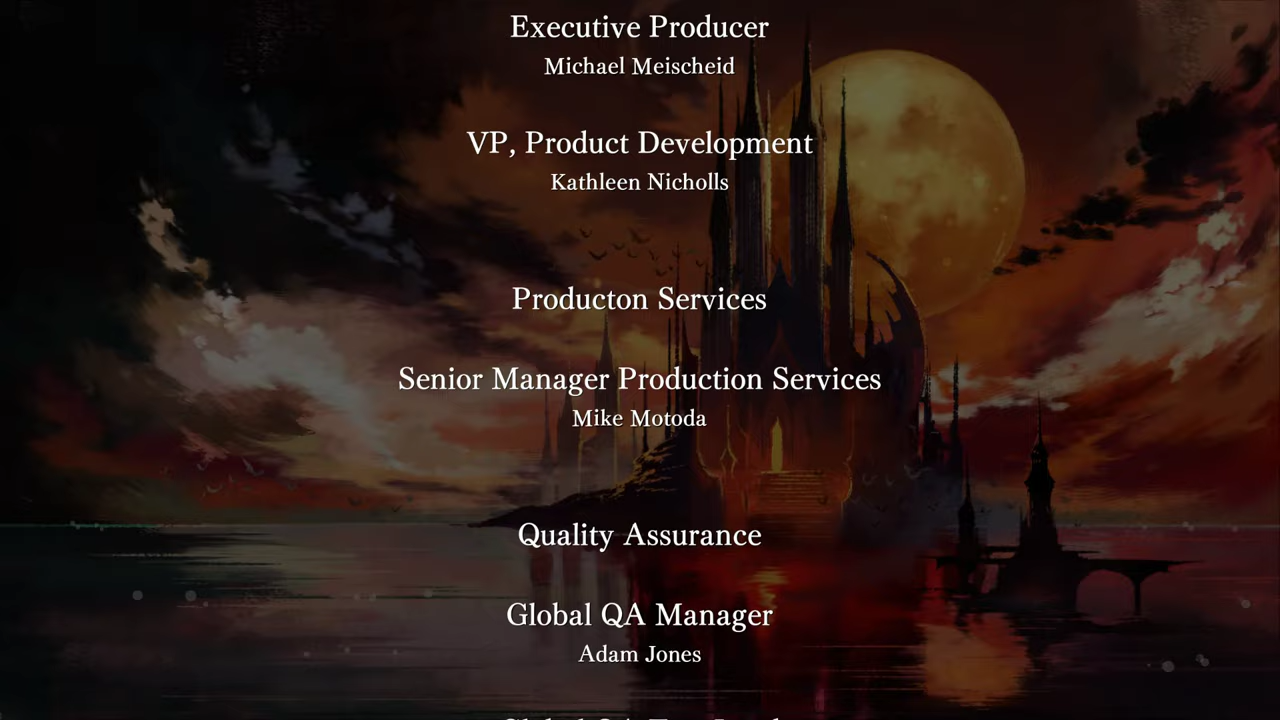 Executive Producer
Michael Meischeid
VP, Product Development
Kathleen Nicholls
Producton Services
Senior Manager Production Services
Mike Motoda
Quality Assurance
Global QA Manager
Adam Jones